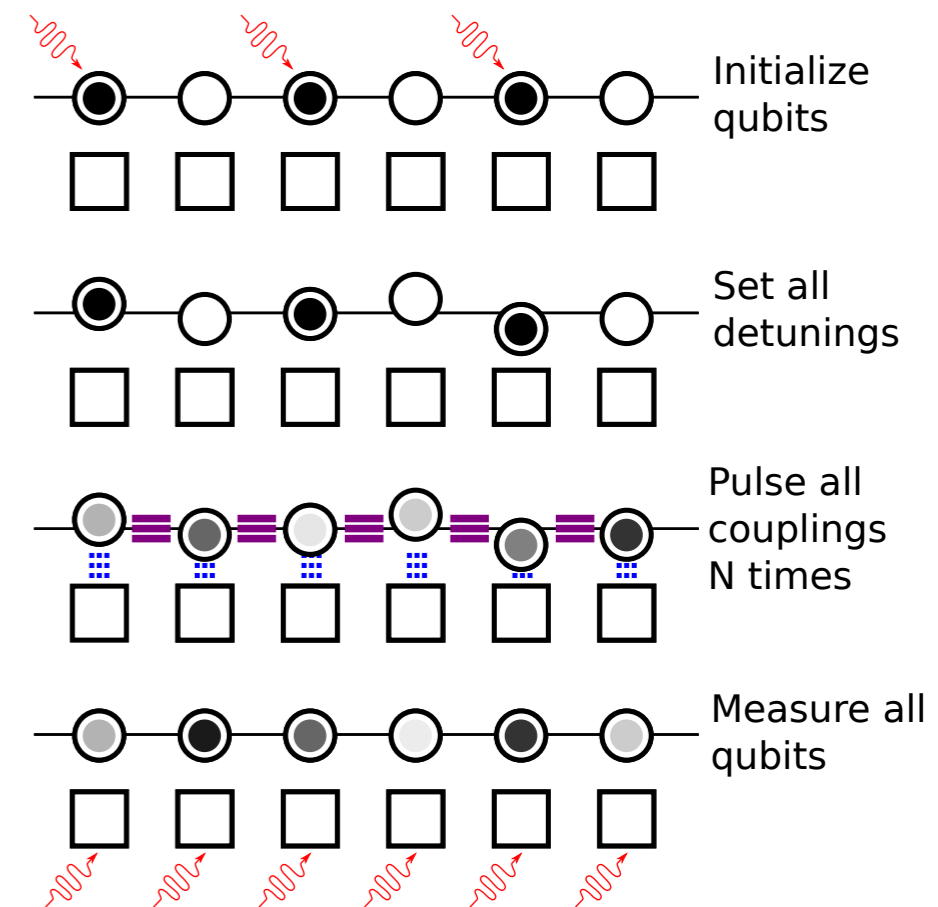 Initialize
qubits
Set all
detunings
Pulse all
couplings
N times
Measure all
qubits